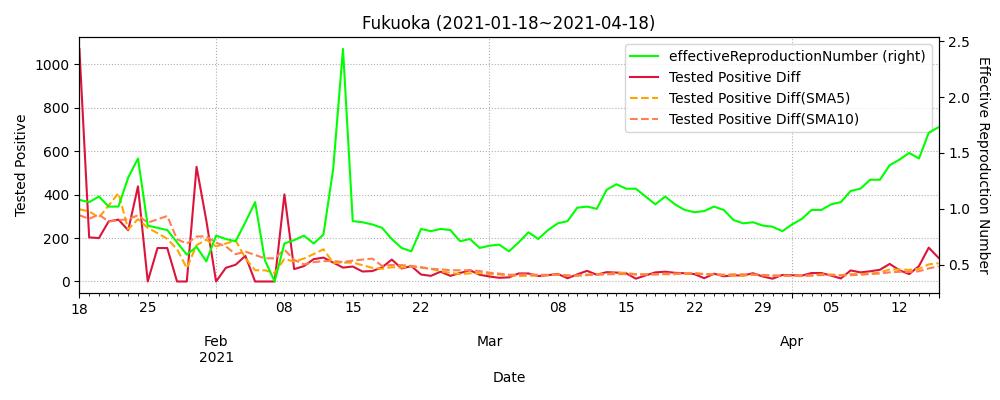 Fukuoka (2021-01-18~2021-04-18)
effectiveReproductionNumber (right)
Tested Positive Diff
Tested Positive Diff(SMA5)
Tested Positive Diff(SMA10)
Tested Positive
1000
800
600
400
200
0
Effective Reproduction Number
2.5
2.0
1.5
1.0
0.5
18 25 08 15 22 08 15 22 29 05 12
Feb Mar Apr
2021
Date